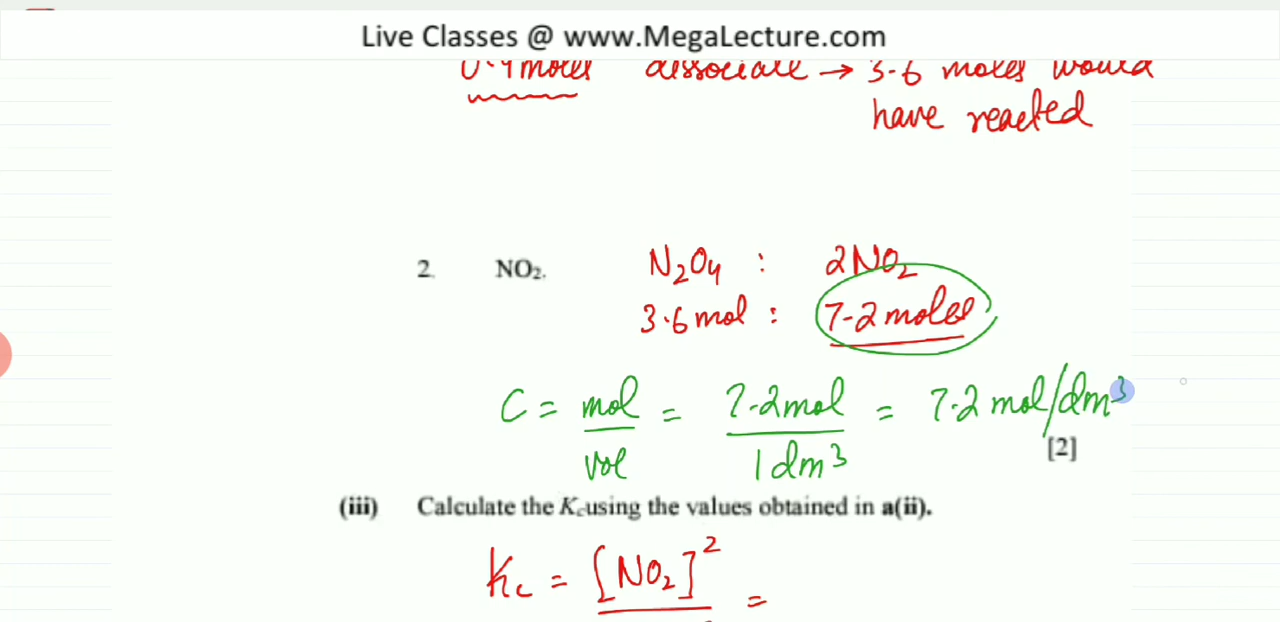 Live Classes @ www.MegaLecture.com
0.4 moles dissociate → 3.6 moles would
have reacted
2. NO₂. N₂O₄ : 2NO₂
3.6 mol : 7.2 moles
C = mol/vol = 7.2 mol/1 dm³ = 7.2 mol/dm³
[2]
(iii) Calculate the Kc using the values obtained in a(ii).
Kc = [NO₂]² =